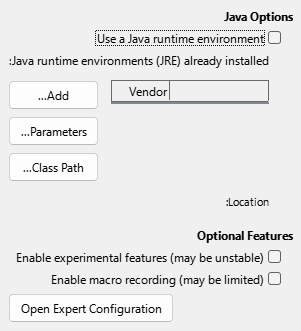 Java Options
Use a Java runtime environment
:Java runtime environments (JRE) already installed
...Add
Vendor
...Parameters
...Class Path
:Location
Optional Features
Enable experimental features (may be unstable)
Enable macro recording (may be limited)
Open Expert Configuration